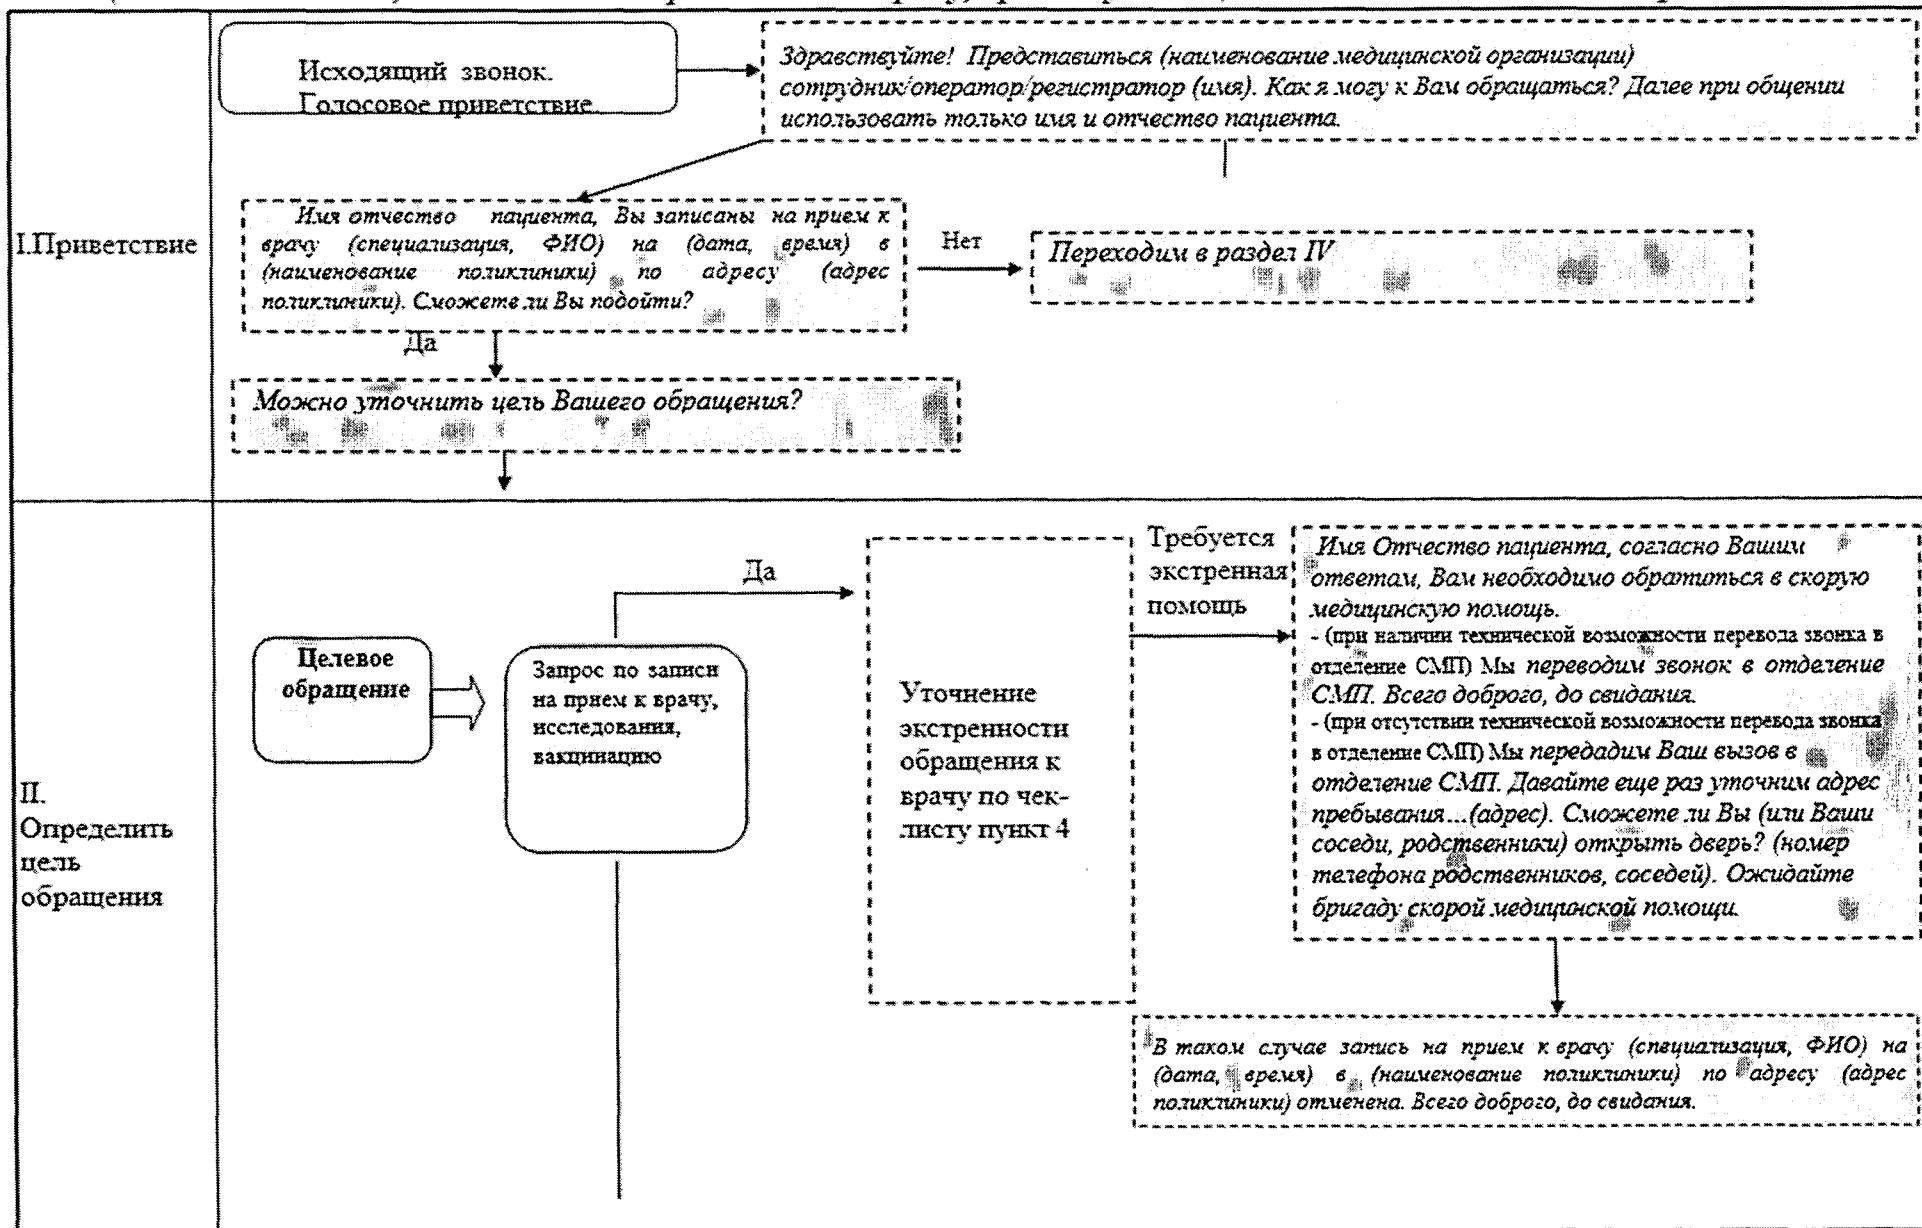 Исходящий звонок.
Голосовое приветствие
Здравствуйте! Представиться (наименование медицинской организации)
сотрудник/оператор/регистратор (имя). Как я могу к Вам обращаться? Далее при общении
использовать только имя и отчество пациента.
I.Приветствие
Имя отчество пациента, Вы записаны на прием к
врачу (специализация, ФИО) на (дата, время) в
(наименование поликлиники) по адресу (адрес
поликлиники). Сможете ли Вы подойти?
Нет
Переходим в раздел IV
Да
Можно уточнить цель Вашего обращения?
II.
Определить
цель
обращения
Целевое
обращение
Запрос по записи
на прием к врачу,
исследования,
вакцинацию
Да
Уточнение
экстренности
обращения к
врачу по чек-
листу пункт 4
Требуется
экстренная
помощь
Имя Отчество пациента, согласно Вашим
ответам, Вам необходимо обратиться в скорую
медицинскую помощь.
- (при наличии технической возможности перевода звонка в
отделение СМП) Мы переводим звонок в отделение
СМП. Всего доброго, до свидания.
- (при отсутствии технической возможности перевода звонка
в отделение СМП) Мы передадим Ваш вызов в
отделение СМП. Давайте еще раз уточним адрес
пребывания...(адрес). Сможете ли Вы (или Ваши
соседи, родственники) открыть дверь? (номер
телефона родственников, соседей). Ожидайте
бригаду скорой медицинской помощи.
В таком случае запись на прием к врачу (специализация, ФИО) на
(дата, время) в (наименование поликлиники) по адресу (адрес
поликлиники) отменена. Всего доброго, до свидания.